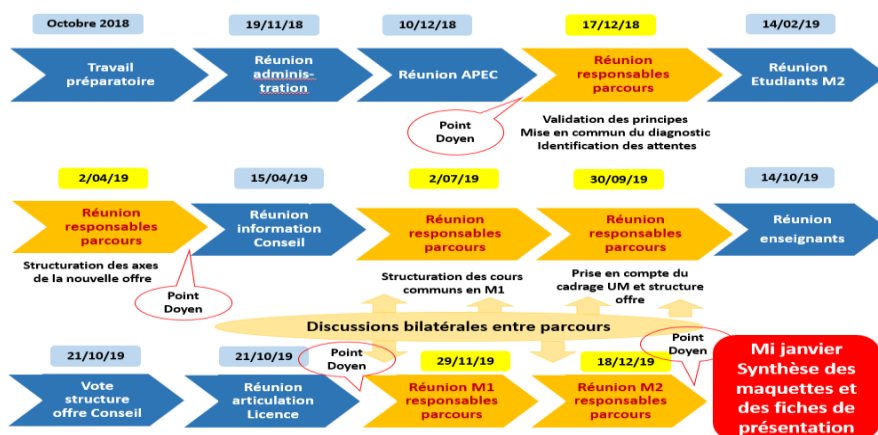 Octobre 2018
19/11/18
10/12/18
17/12/18
14/02/19
Travail
préparatoire
Réunion
adminis-
tration
Réunion APEC
Réunion
responsables
parcours
Réunion
Etudiants M2
Point
Doyen
Validation des principes
Mise en commun du diagnostic
Identification des attentes
2/04/19
15/04/19
2/07/19
30/09/19
14/10/19
Réunion
responsables
parcours
Réunion
information
Conseil
Réunion
responsables
parcours
Réunion
responsables
parcours
Réunion
enseignants
Structuration des axes
de la nouvelle offre
Point
Doyen
Structuration des cours
communs en M1
Prise en compte du
cadrage UM et structure
offre
Discussions bilatérales entre parcours
21/10/19
21/10/19
Point
Doyen
29/11/19
18/12/19
Point
Doyen
Vote
structure
offre Conseil
Réunion
articulation
Licence
Réunion M1
responsables
parcours
Réunion M2
responsables
parcours
Mi janvier
Synthèse des
maquettes et
des fiches de
présentation